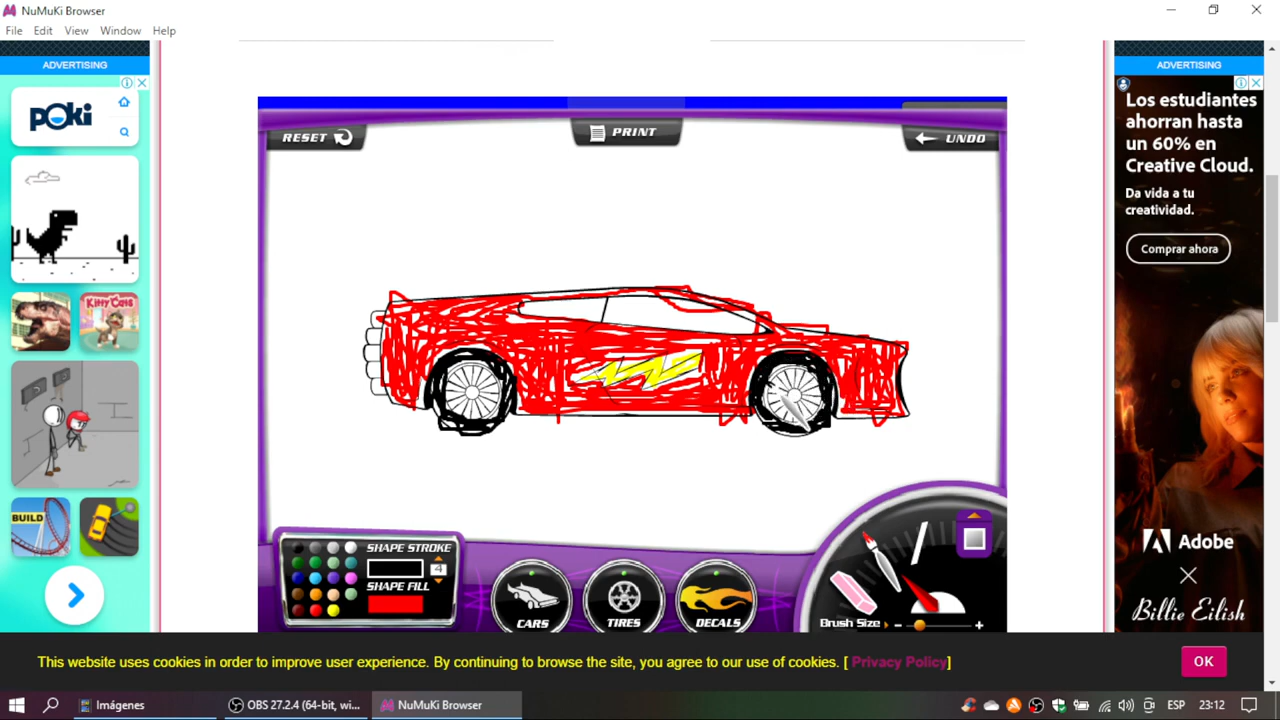 NuMuKi Browser
File Edit View Window Help
ADVERTISING
ADVERTISING
poki
KiTTY CaTS
BUILD
RESET
PRINT
UNDO
SHAPE STROKE
4
SHAPE FILL
CARS
TIRES
DECALS
Brush Size
- +
Los estudiantes
ahorran hasta
un 60% en
Creative Cloud.
Da vida a tu
creatividad.
Comprar ahora
Adobe
×
Billie Eilish
This website uses cookies in order to improve user experience. By continuing to browse the site, you agree to our use of cookies. [ Privacy Policy]
OK
Imágenes
OBS 27.2.4 (64-bit, wi...
NuMuKi Browser
ESP
23:12